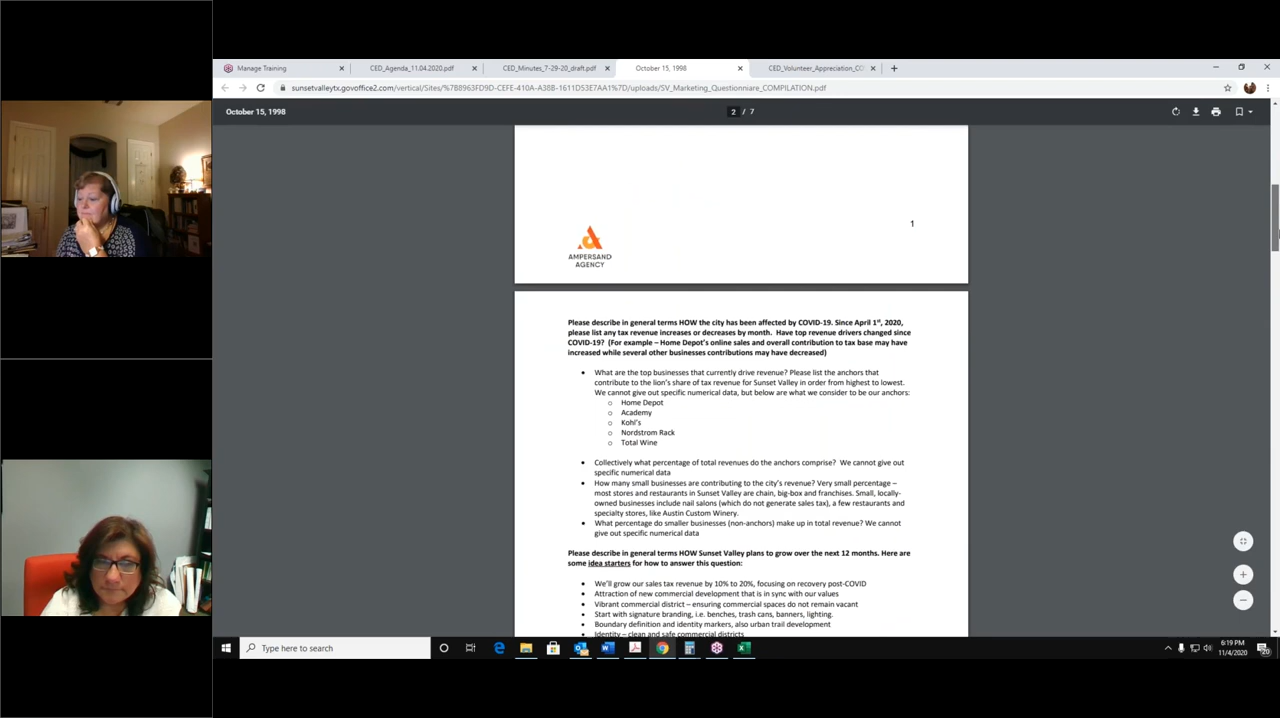 Manage Training
CED_Agenda_11.04.2020.pdf
CED_Minutes_7-29-20_draft.pdf
October 15, 1998
CED_Volunteer_Appreciation_CO
sunsetvalleytx.govoffice2.com/vertical/Sites/%7B8963FD9D-CEFE-410A-A38B-1611D53E7AA1%7D/uploads/SV_Marketing_Questionniare_COMPILATION.pdf
October 15, 1998
2 / 7
1
AMPERSAND
AGENCY
Please describe in general terms HOW the city has been affected by COVID-19. Since April 1st, 2020,
please list any tax revenue increases or decreases by month. Have top revenue drivers changed since
COVID-19? (For example – Home Depot's online sales and overall contribution to tax base may have
increased while several other businesses contributions may have decreased)
• What are the top businesses that currently drive revenue? Please list the anchors that
contribute to the lion's share of tax revenue for Sunset Valley in order from highest to lowest.
We cannot give out specific numerical data, but below are what we consider to be our anchors:
o Home Depot
o Academy
o Kohl's
o Nordstrom Rack
o Total Wine
• Collectively what percentage of total revenues do the anchors comprise? We cannot give out
specific numerical data
• How many small businesses are contributing to the city's revenue? Very small percentage –
most stores and restaurants in Sunset Valley are chain, big-box and franchises. Small, locally-
owned businesses include nail salons (which do not generate sales tax), a few restaurants and
specialty stores, like Austin Custom Winery.
• What percentage do smaller businesses (non-anchors) make up in total revenue? We cannot
give out specific numerical data
Please describe in general terms HOW Sunset Valley plans to grow over the next 12 months. Here are
some idea starters for how to answer this question:
• We'll grow our sales tax revenue by 10% to 20%, focusing on recovery post-COVID
• Attraction of new commercial development that is in sync with our values
• Vibrant commercial district – ensuring commercial spaces do not remain vacant
• Start with signature branding, i.e. benches, trash cans, banners, lighting.
• Boundary definition and identity markers, also urban trail development
• Identity – clean and safe commercial districts
Type here to search
6:19 PM
11/4/2020
20